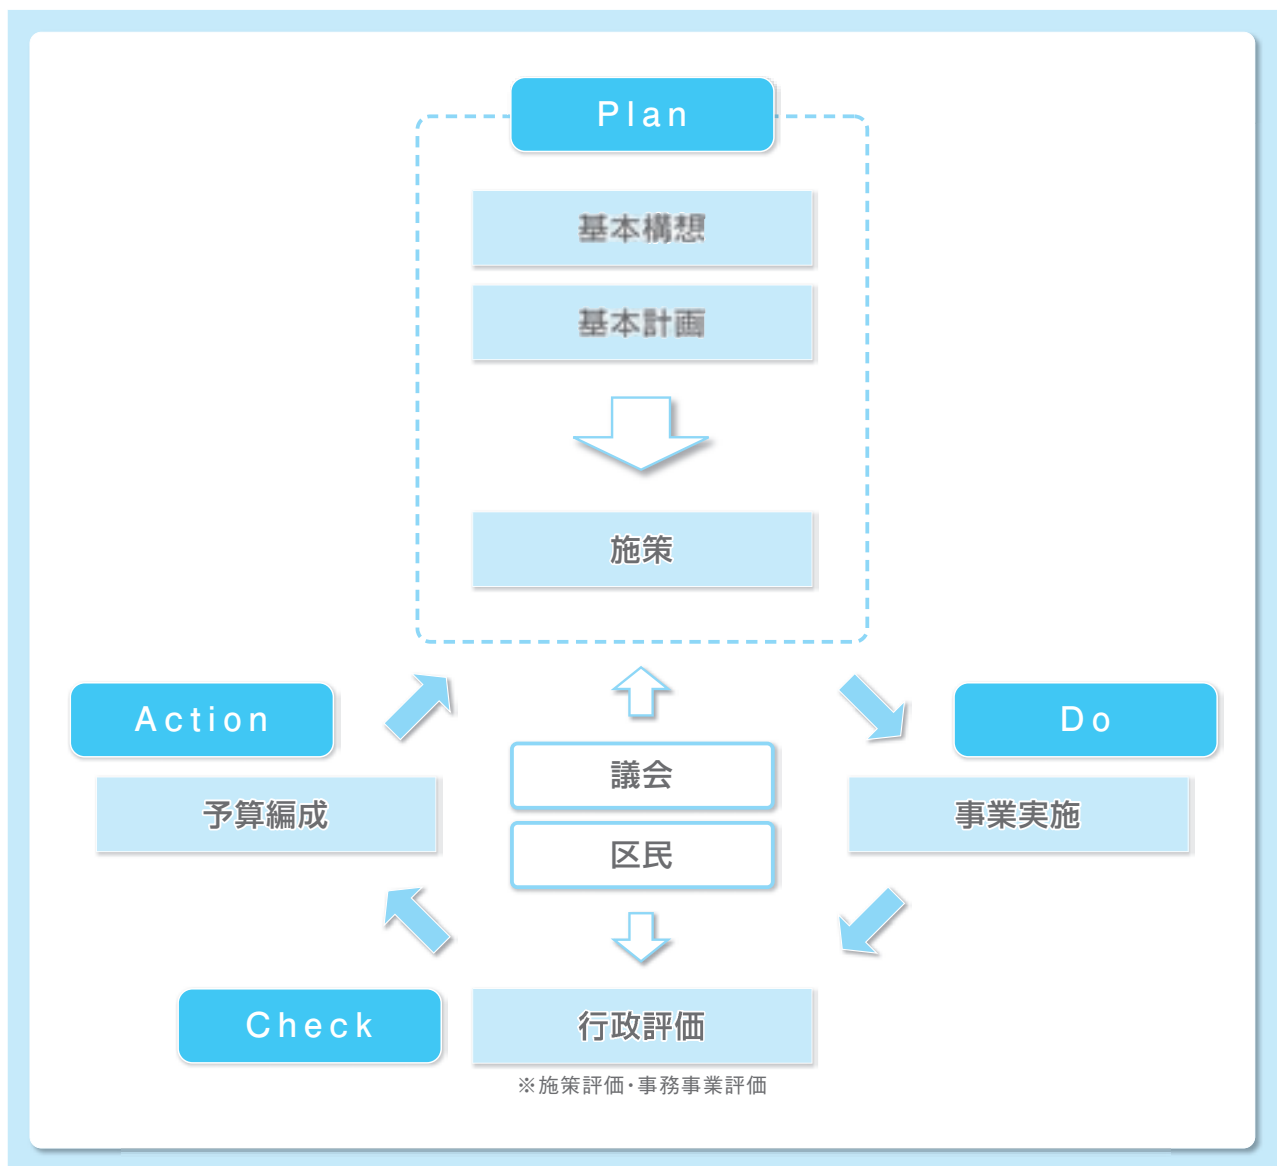 Plan
基本構想
基本計画
施策
Action
Do
議会
予算編成
事業実施
区民
Check
行政評価
※施策評価・事務事業評価